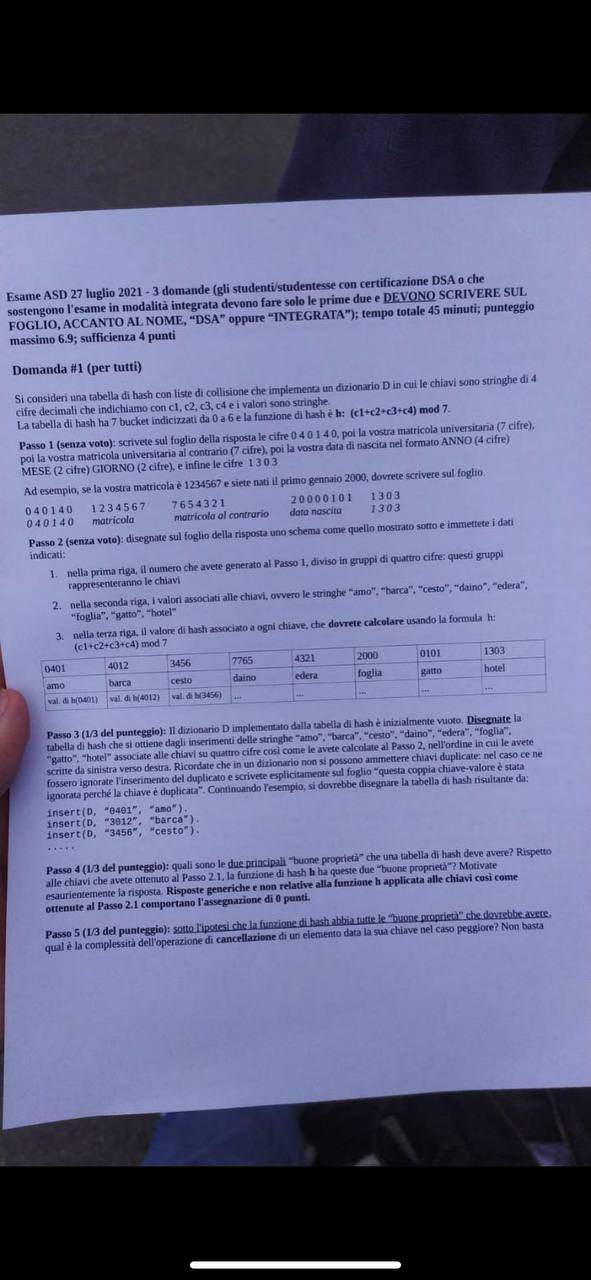 Esame ASD 27 luglio 2021 - 3 domande (gli studenti/studentesse con certificazione DSA o che
sostengono l'esame in modalità integrata devono fare solo le prime due e DEVONO SCRIVERE SUL
FOGLIO, ACCANTO AL NOME, "DSA" oppure "INTEGRATA"); tempo totale 45 minuti; punteggio
massimo 6.9; sufficienza 4 punti
Domanda #1 (per tutti)
Si consideri una tabella di hash con liste di collisione che implementa un dizionario D in cui le chiavi sono stringhe di 4
cifre decimali che indichiamo con c1, c2, c3, c4 e i valori sono stringhe.
La tabella di hash ha 7 bucket indicizzati da 0 a 6 e la funzione di hash è h: (c1+c2+c3+c4) mod 7.
Passo 1 (senza voto): scrivete sul foglio della risposta le cifre 0 4 0 1 4 0, poi la vostra matricola universitaria (7 cifre),
poi la vostra matricola universitaria al contrario (7 cifre), poi la vostra data di nascita nel formato ANNO (4 cifre)
MESE (2 cifre) GIORNO (2 cifre), e infine le cifre 1 3 0 3
Ad esempio, se la vostra matricola è 1234567 e siete nati il primo gennaio 2000, dovrete scrivere sul foglio
0 4 0 1 4 0 1 2 3 4 5 6 7 7 6 5 4 3 2 1 2 0 0 0 0 1 0 1 1 3 0 3
0 4 0 1 4 0 matricola matricola al contrario data nascita 1 3 0 3
Passo 2 (senza voto): disegnate sul foglio della risposta uno schema come quello mostrato sotto e immettete i dati
indicati:
1. nella prima riga, il numero che avete generato al Passo 1, diviso in gruppi di quattro cifre: questi gruppi
rappresenteranno le chiavi
2. nella seconda riga, i valori associati alle chiavi, ovvero le stringhe "amo", "barca", "cesto", "daino", "edera",
"foglia", "gatto", "hotel"
3. nella terza riga, il valore di hash associato a ogni chiave, che dovrete calcolare usando la formula h:
(c1+c2+c3+c4) mod 7
0401 4012 3456 7765 4321 2000 0101 1303
amo barca cesto daino edera foglia gatto hotel
val. di h(0401) val. di h(4012) val. di h(3456) ... ... ... ... ...
Passo 3 (1/3 del punteggio): Il dizionario D implementato dalla tabella di hash è inizialmente vuoto. Disegnate la
tabella di hash che si ottiene dagli inserimenti delle stringhe "amo", "barca", "cesto", "daino", "edera", "foglia",
"gatto", "hotel" associate alle chiavi su quattro cifre così come le avete calcolate al Passo 2, nell'ordine in cui le avete
scritte da sinistra verso destra. Ricordate che in un dizionario non si possono ammettere chiavi duplicate: nel caso ce ne
fossero ignorate l'inserimento del duplicato e scrivete esplicitamente sul foglio "questa coppia chiave-valore è stata
ignorata perché la chiave è duplicata". Continuando l'esempio, si dovrebbe disegnare la tabella di hash risultante da:
insert(D, "0401", "amo").
insert(D, "3012", "barca").
insert(D, "3456", "cesto").
.....
Passo 4 (1/3 del punteggio): quali sono le due principali "buone proprietà" che una tabella di hash deve avere? Rispetto
alle chiavi che avete ottenuto al Passo 2.1, la funzione di hash h ha queste due "buone proprietà"? Motivate
esaurientemente la risposta. Risposte generiche e non relative alla funzione h applicata alle chiavi così come
ottenute al Passo 2.1 comportano l'assegnazione di 0 punti.
Passo 5 (1/3 del punteggio): sotto l'ipotesi che la funzione di hash abbia tutte le "buone proprietà" che dovrebbe avere,
qual è la complessità dell'operazione di cancellazione di un elemento data la sua chiave nel caso peggiore? Non basta